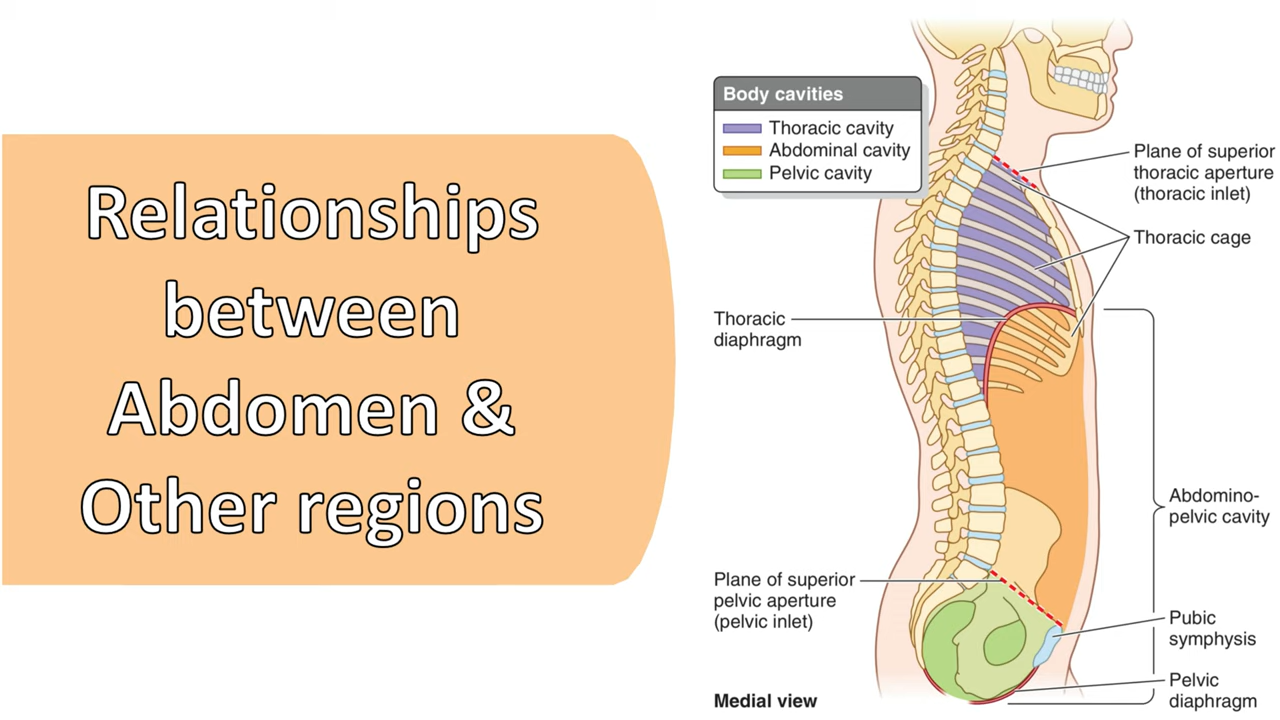 Relationships
between
Abdomen &
Other regions
Body cavities
Thoracic cavity
Abdominal cavity
Pelvic cavity
Plane of superior
thoracic aperture
(thoracic inlet)
Thoracic cage
Thoracic
diaphragm
Abdomino-
pelvic cavity
Plane of superior
pelvic aperture
(pelvic inlet)
Pubic
symphysis
Pelvic
diaphragm
Medial view